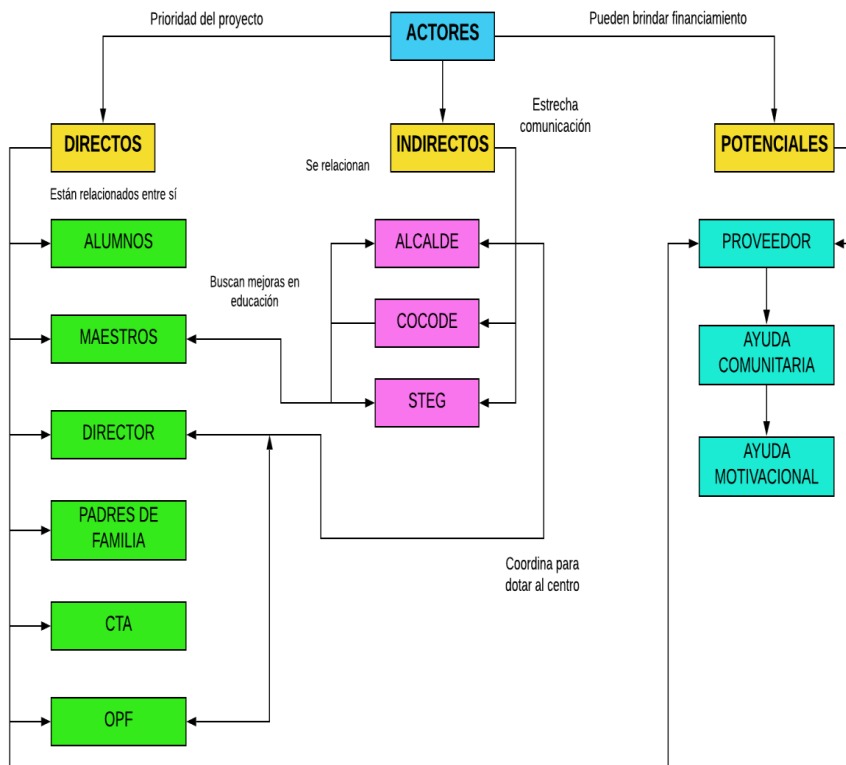 Prioridad del proyecto
ACTORES
Pueden brindar financiamiento
Estrecha
comunicación
DIRECTOS
INDIRECTOS
POTENCIALES
Se relacionan
Están relacionados entre sí
ALUMNOS
ALCALDE
PROVEEDOR
Buscan mejoras en
educación
MAESTROS
COCODE
AYUDA
COMUNITARIA
STEG
DIRECTOR
AYUDA
MOTIVACIONAL
PADRES DE
FAMILIA
Coordina para
dotar al centro
CTA
OPF